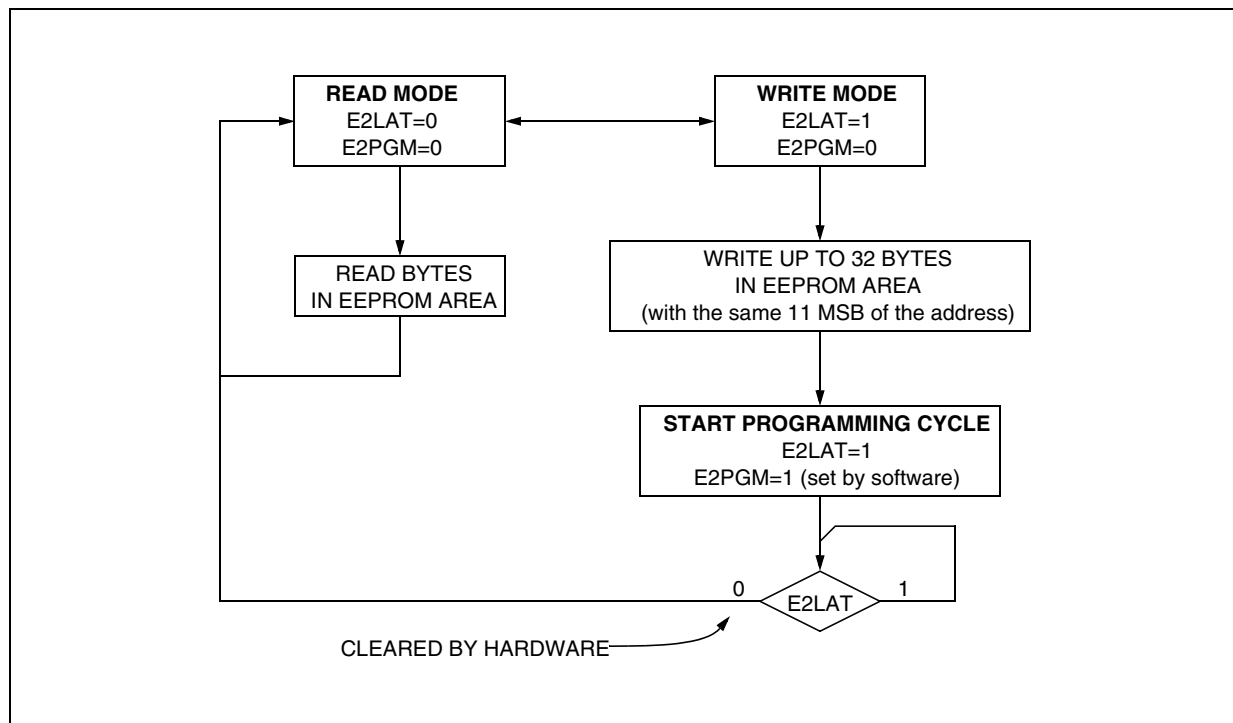 READ MODE
E2LAT=0
E2PGM=0
WRITE MODE
E2LAT=1
E2PGM=0
READ BYTES
IN EEPROM AREA
WRITE UP TO 32 BYTES
IN EEPROM AREA
(with the same 11 MSB of the address)
START PROGRAMMING CYCLE
E2LAT=1
E2PGM=1 (set by software)
0
E2LAT
1
CLEARED BY HARDWARE